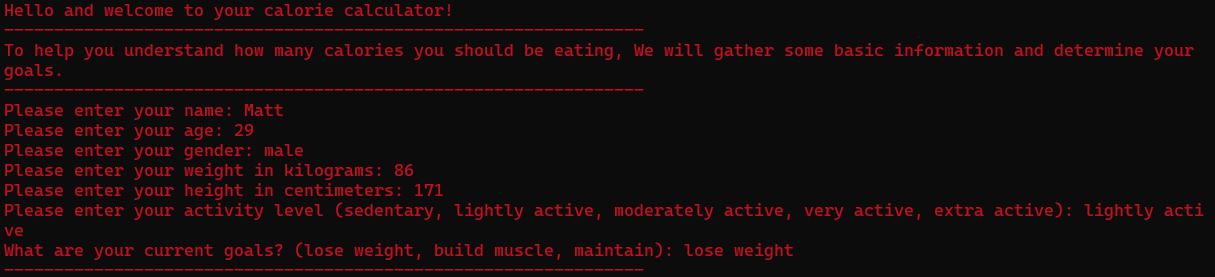 Hello and welcome to your calorie calculator!
----------------------------------------------------------------
To help you understand how many calories you should be eating, We will gather some basic information and determine your
goals.
----------------------------------------------------------------
Please enter your name: Matt
Please enter your age: 29
Please enter your gender: male
Please enter your weight in kilograms: 86
Please enter your height in centimeters: 171
Please enter your activity level (sedentary, lightly active, moderately active, very active, extra active): lightly acti
ve
What are your current goals? (lose weight, build muscle, maintain): lose weight
----------------------------------------------------------------